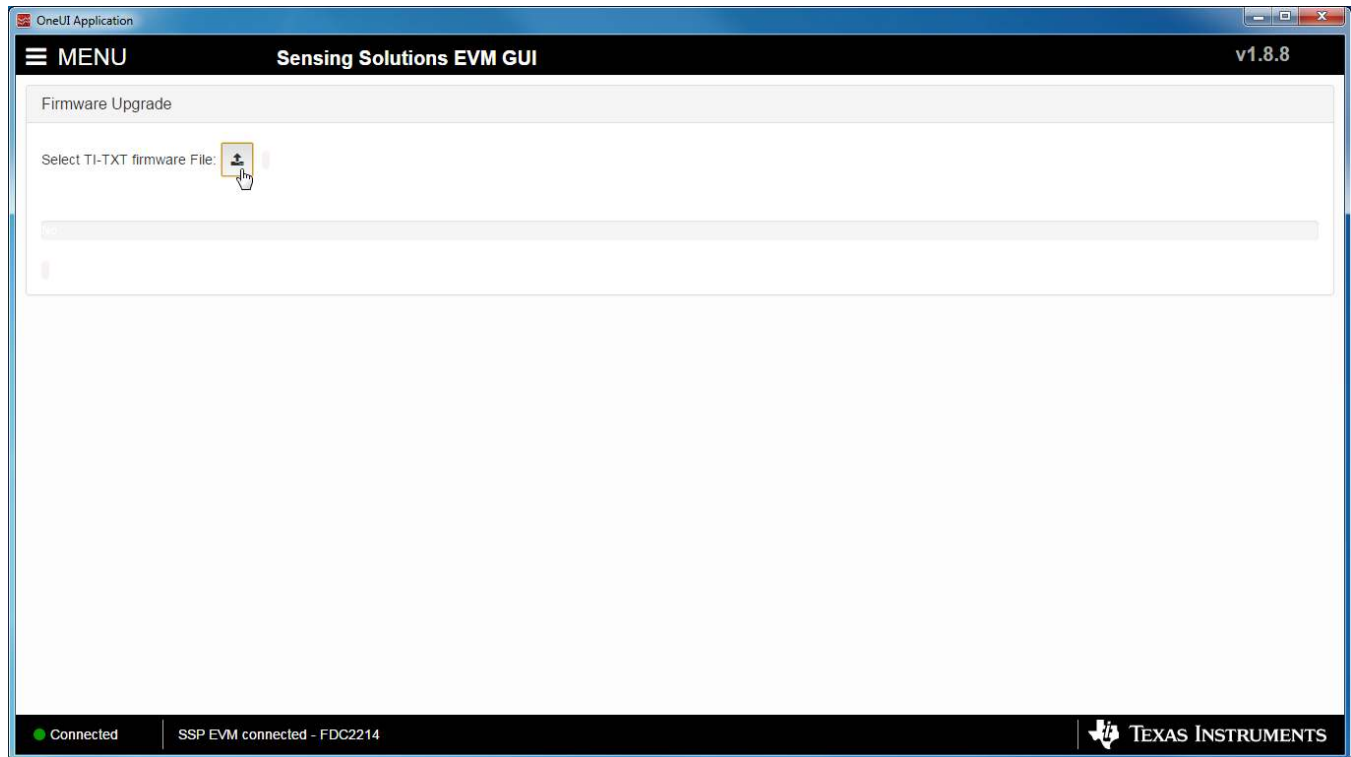 OneUI Application
MENU
Sensing Solutions EVM GUI
v1.8.8
Firmware Upgrade
Select TI-TXT firmware File:
Connected
SSP EVM connected - FDC2214
TEXAS INSTRUMENTS